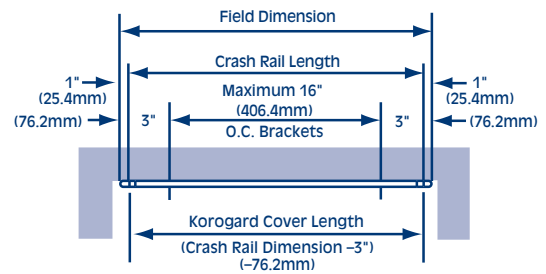 Field Dimension
Crash Rail Length
1"
(25.4mm)
Maximum 16"
(406.4mm)
1"
(25.4mm)
(76.2mm)
3"
O.C. Brackets
3"
(76.2mm)
Korogard Cover Length
(Crash Rail Dimension –3")
(–76.2mm)